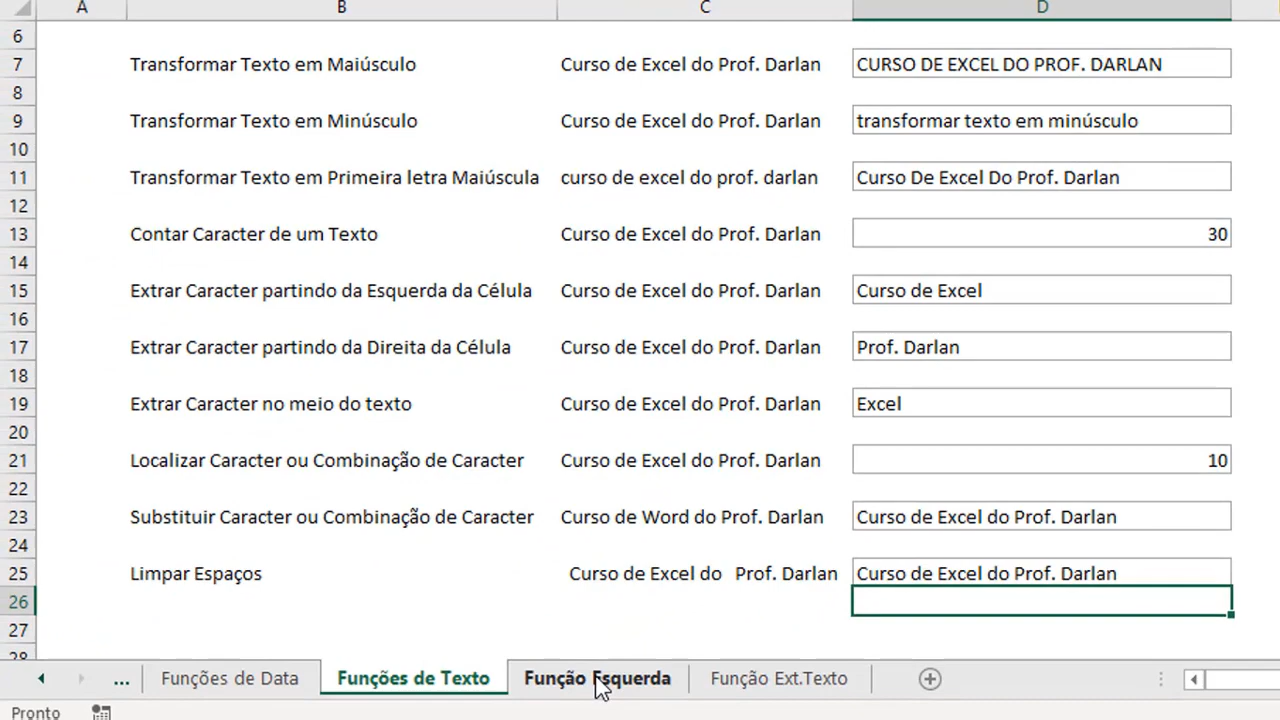 A B C D
6
7 Transformar Texto em Maiúsculo Curso de Excel do Prof. Darlan CURSO DE EXCEL DO PROF. DARLAN
8
9 Transformar Texto em Minúsculo Curso de Excel do Prof. Darlan transformar texto em minúsculo
10
11 Transformar Texto em Primeira letra Maiúscula curso de excel do prof. darlan Curso De Excel Do Prof. Darlan
12
13 Contar Caracter de um Texto Curso de Excel do Prof. Darlan 30
14
15 Extrar Caracter partindo da Esquerda da Célula Curso de Excel do Prof. Darlan Curso de Excel
16
17 Extrar Caracter partindo da Direita da Célula Curso de Excel do Prof. Darlan Prof. Darlan
18
19 Extrar Caracter no meio do texto Curso de Excel do Prof. Darlan Excel
20
21 Localizar Caracter ou Combinação de Caracter Curso de Excel do Prof. Darlan 10
22
23 Substituir Caracter ou Combinação de Caracter Curso de Word do Prof. Darlan Curso de Excel do Prof. Darlan
24
25 Limpar Espaços Curso de Excel do   Prof. Darlan Curso de Excel do Prof. Darlan
26
27
28
... Funções de Data Funções de Texto Função Esquerda Função Ext.Texto
Pronto